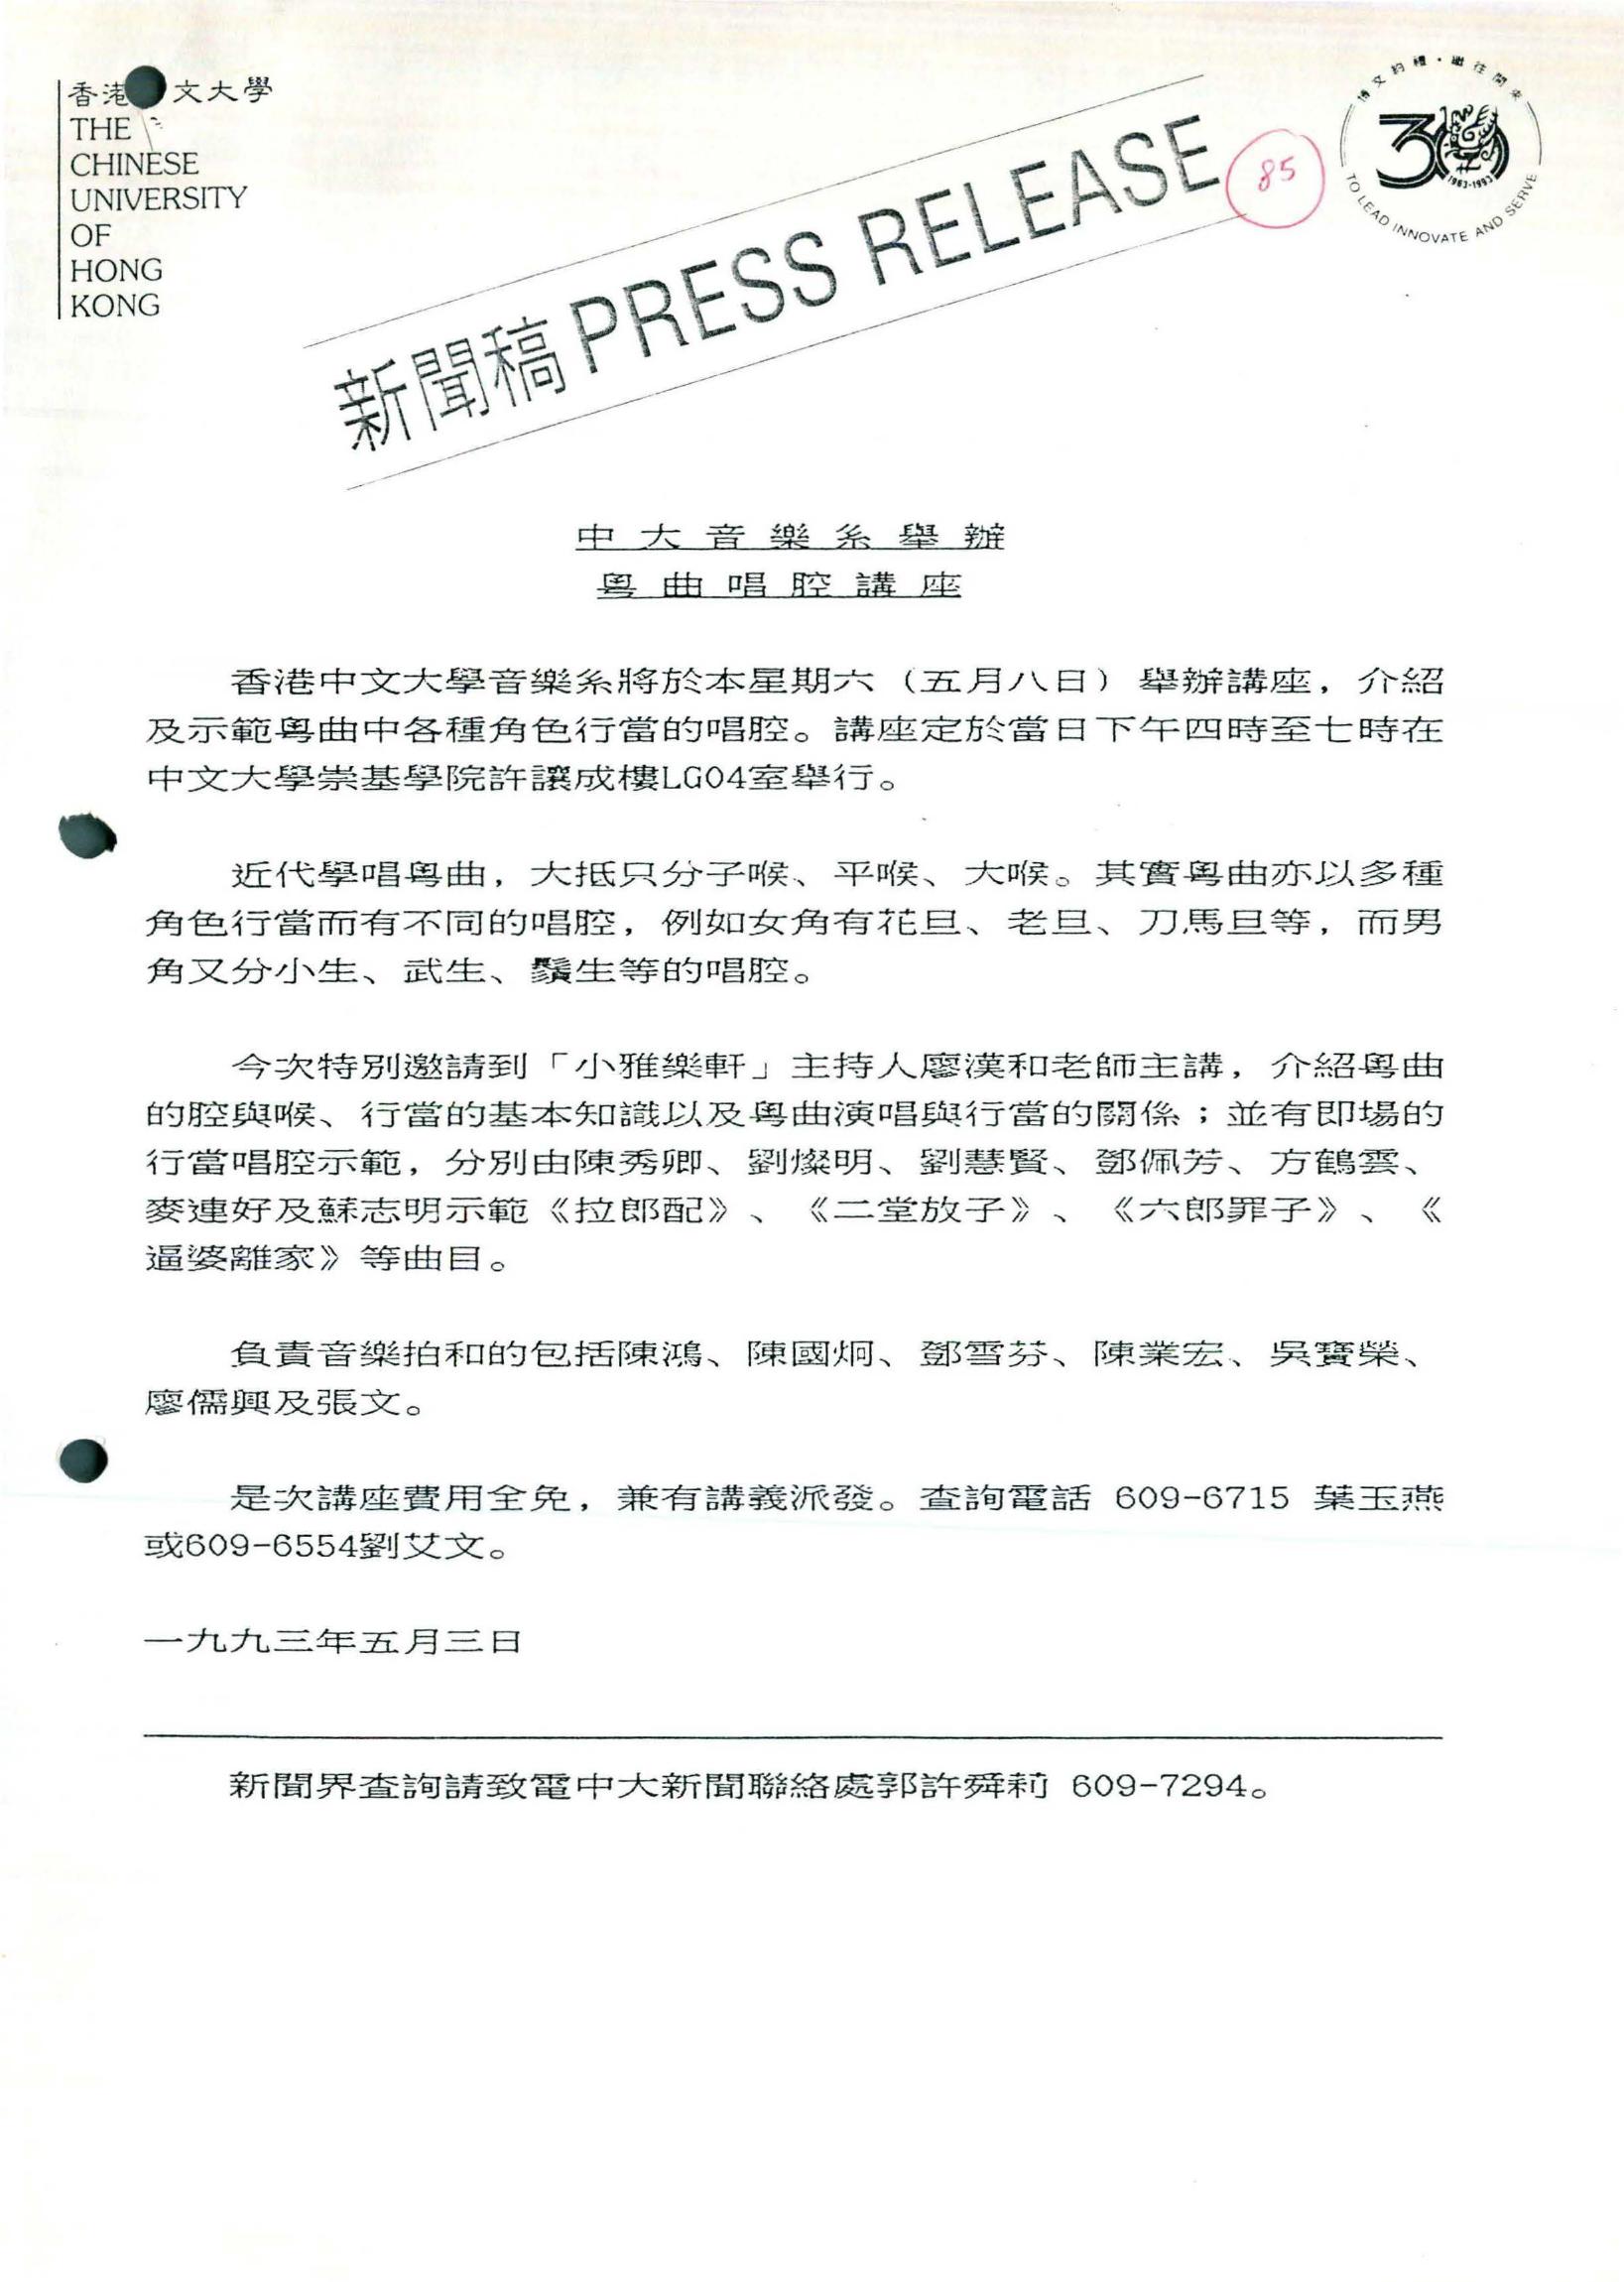 香港文大學
THE
CHINESE
UNIVERSITY
OF
HONG
KONG
新聞稿 PRESS RELEASE
85
博文約禮・繼往開來
30
1963-1993
TO LEAD INNOVATE AND SERVE
中大音樂系舉辦
粵曲唱腔講座
香港中文大學音樂系將於本星期六（五月八日）舉辦講座，介紹
及示範粵曲中各種角色行當的唱腔。講座定於當日下午四時至七時在
中文大學崇基學院許讓成樓LG04室舉行。
近代學唱粵曲，大抵只分子喉、平喉、大喉。其實粵曲亦以多種
角色行當而有不同的唱腔，例如女角有花旦、老旦、刀馬旦等，而男
角又分小生、武生、鬚生等的唱腔。
今次特別邀請到「小雅樂軒」主持人廖漢和老師主講，介紹粵曲
的腔與喉、行當的基本知識以及粵曲演唱與行當的關係；並有即場的
行當唱腔示範，分別由陳秀卿、劉燦明、劉慧賢、鄧佩芳、方鶴雲、
麥連好及蘇志明示範《拉郎配》、《二堂放子》、《六郎罪子》、《
逼婆離家》等曲目。
負責音樂拍和的包括陳鴻、陳國炯、鄧雪芬、陳業宏、吳寶榮、
廖儒興及張文。
是次講座費用全免，兼有講義派發。查詢電話 609-6715 葉玉燕
或609-6554劉艾文。
一九九三年五月三日
新聞界查詢請致電中大新聞聯絡處郭許舜莉 609-7294。